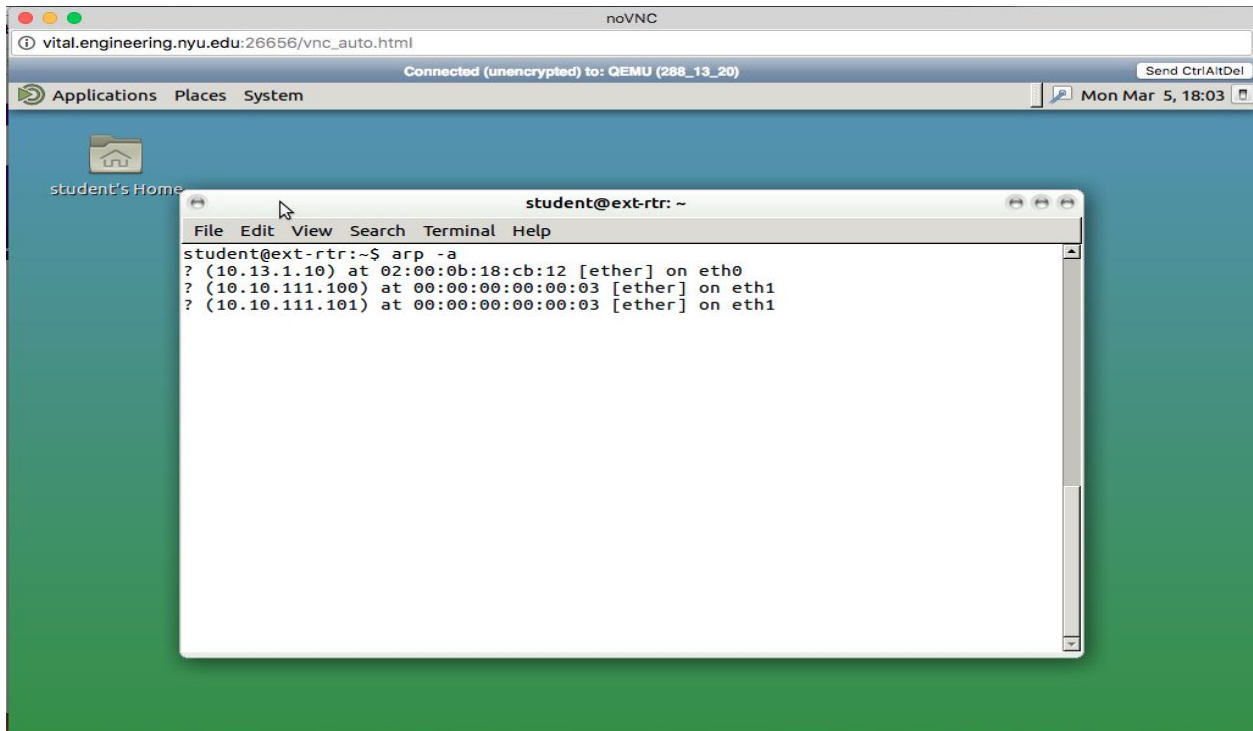 noVNC
vital.engineering.nyu.edu:26656/vnc_auto.html
Connected (unencrypted) to: QEMU (288_13_20)
Send CtrlAltDel
Applications Places System
Mon Mar 5, 18:03
student's Home
student@ext-rtr: ~
File Edit View Search Terminal Help
student@ext-rtr:~$ arp -a
? (10.13.1.10) at 02:00:0b:18:cb:12 [ether] on eth0
? (10.10.111.100) at 00:00:00:00:00:03 [ether] on eth1
? (10.10.111.101) at 00:00:00:00:00:03 [ether] on eth1